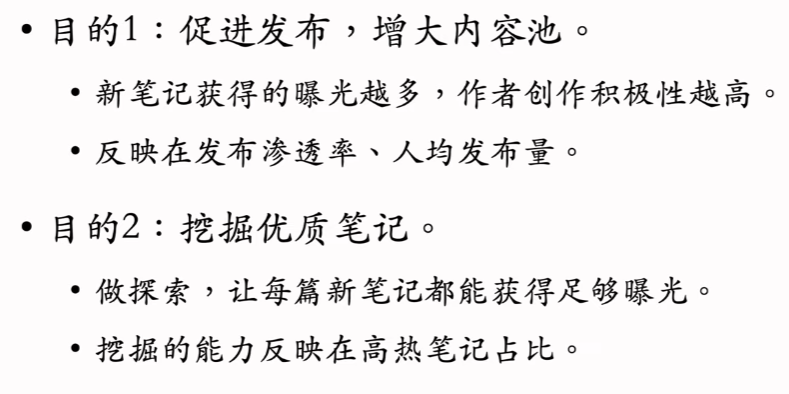 • 目的1：促进发布，增大内容池。
• 新笔记获得的曝光越多，作者创作积极性越高。
• 反映在发布渗透率、人均发布量。
• 目的2：挖掘优质笔记。
• 做探索，让每篇新笔记都能获得足够曝光。
• 挖掘的能力反映在高热笔记占比。